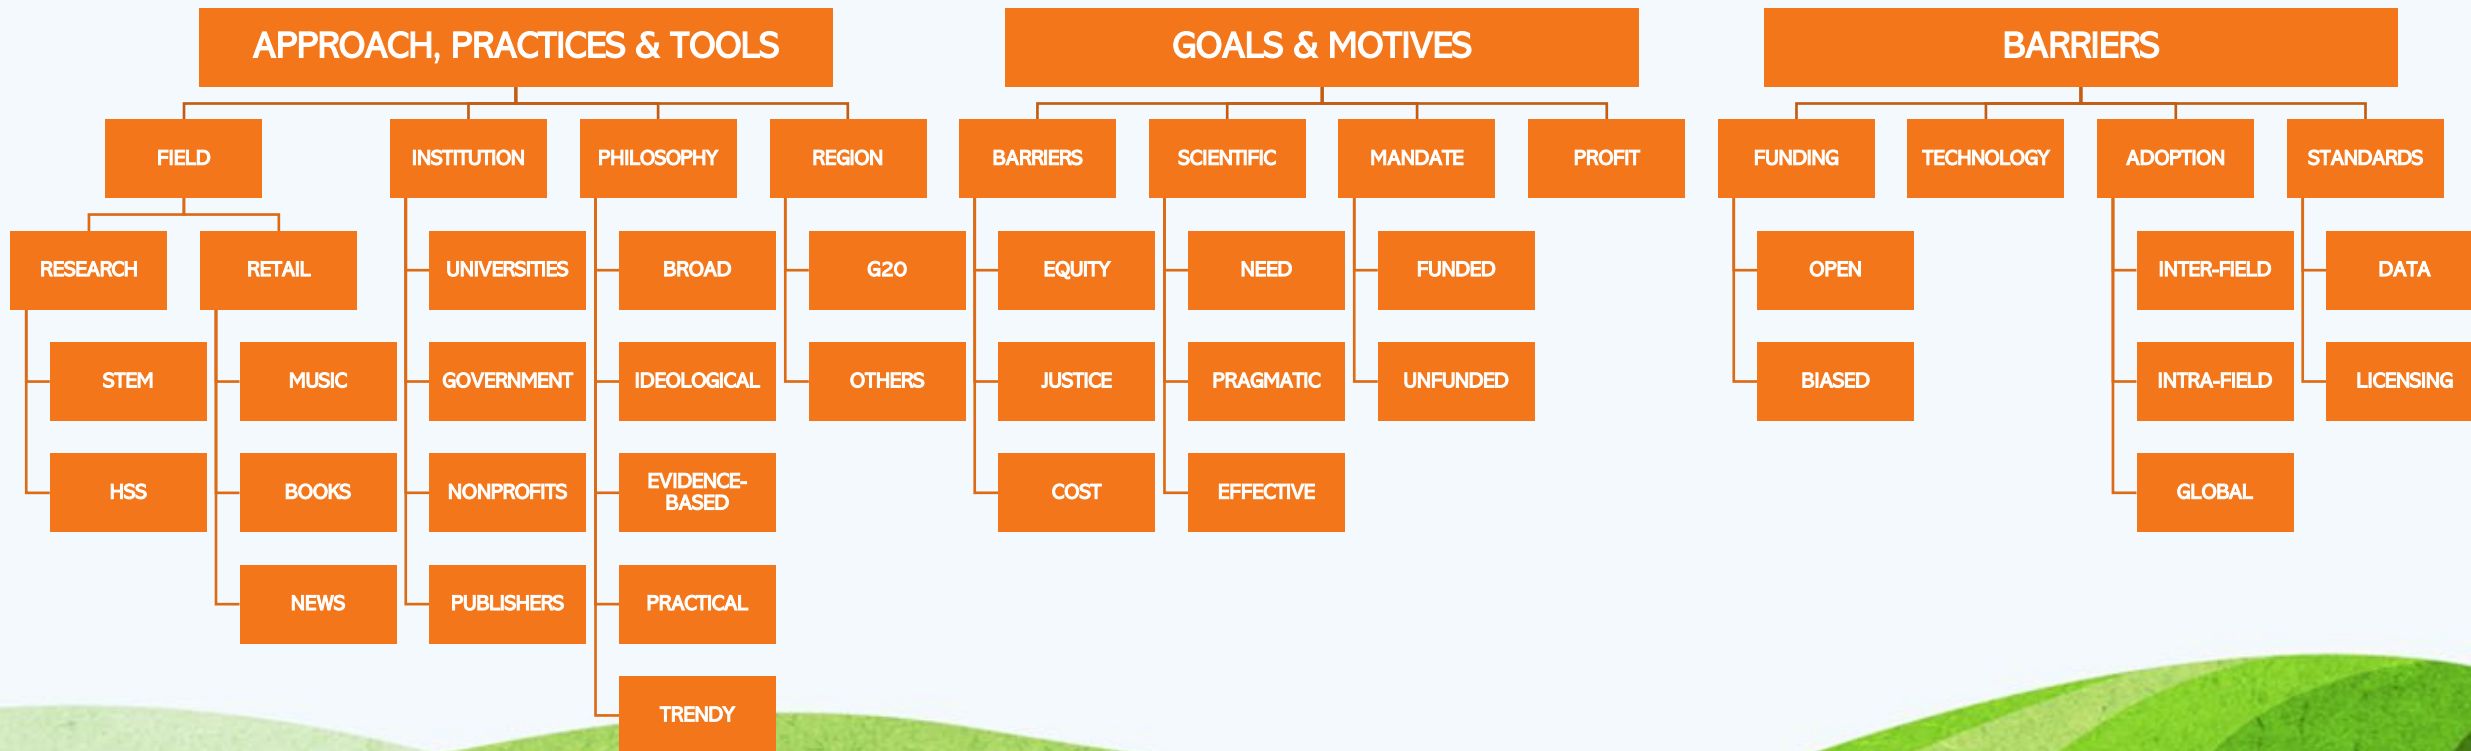 APPROACH, PRACTICES & TOOLS
FIELD
RESEARCH
STEM
HSS
RETAIL
MUSIC
BOOKS
NEWS
INSTITUTION
UNIVERSITIES
GOVERNMENT
NONPROFITS
PUBLISHERS
PHILOSOPHY
BROAD
IDEOLOGICAL
EVIDENCE-
BASED
PRACTICAL
TRENDY
REGION
G20
OTHERS
GOALS & MOTIVES
BARRIERS
EQUITY
JUSTICE
COST
SCIENTIFIC
NEED
PRAGMATIC
EFFECTIVE
MANDATE
FUNDED
UNFUNDED
PROFIT
BARRIERS
FUNDING
OPEN
BIASED
TECHNOLOGY
ADOPTION
INTER-FIELD
INTRA-FIELD
GLOBAL
STANDARDS
DATA
LICENSING